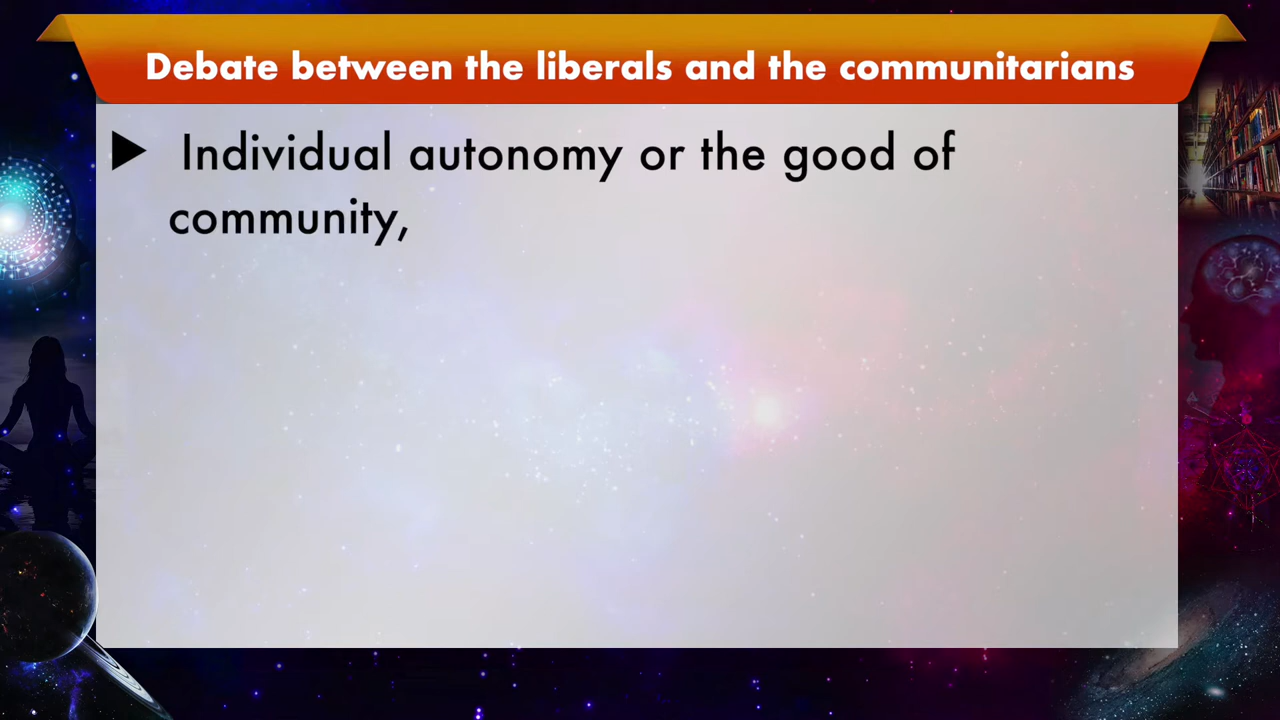 Debate between the liberals and the communitarians
▶ Individual autonomy or the good of
community,